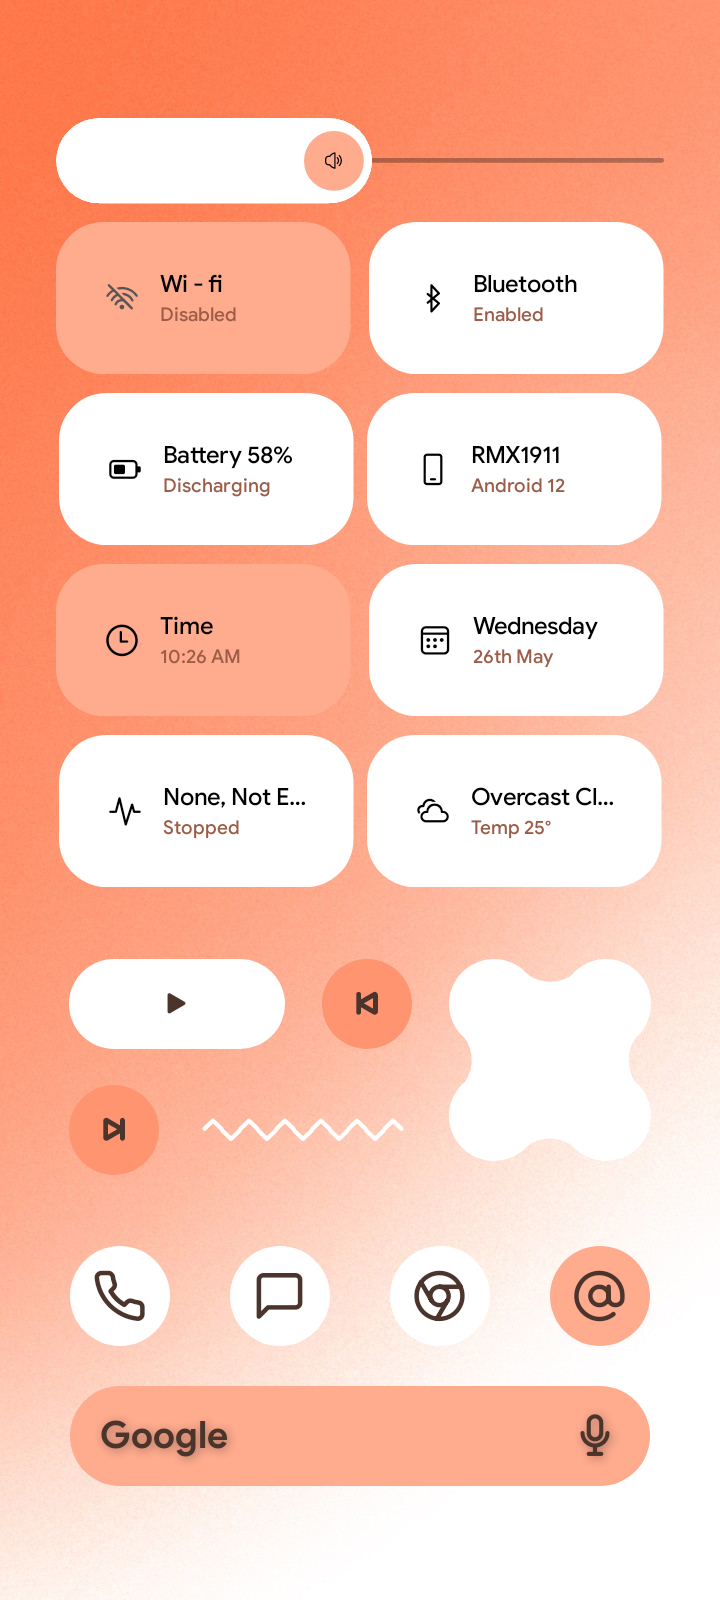 Wi - fi
Disabled
Bluetooth
Enabled
Battery 58%
Discharging
RMX1911
Android 12
Time
10:26 AM
Wednesday
26th May
None, Not E...
Stopped
Overcast Cl...
Temp 25°
Google